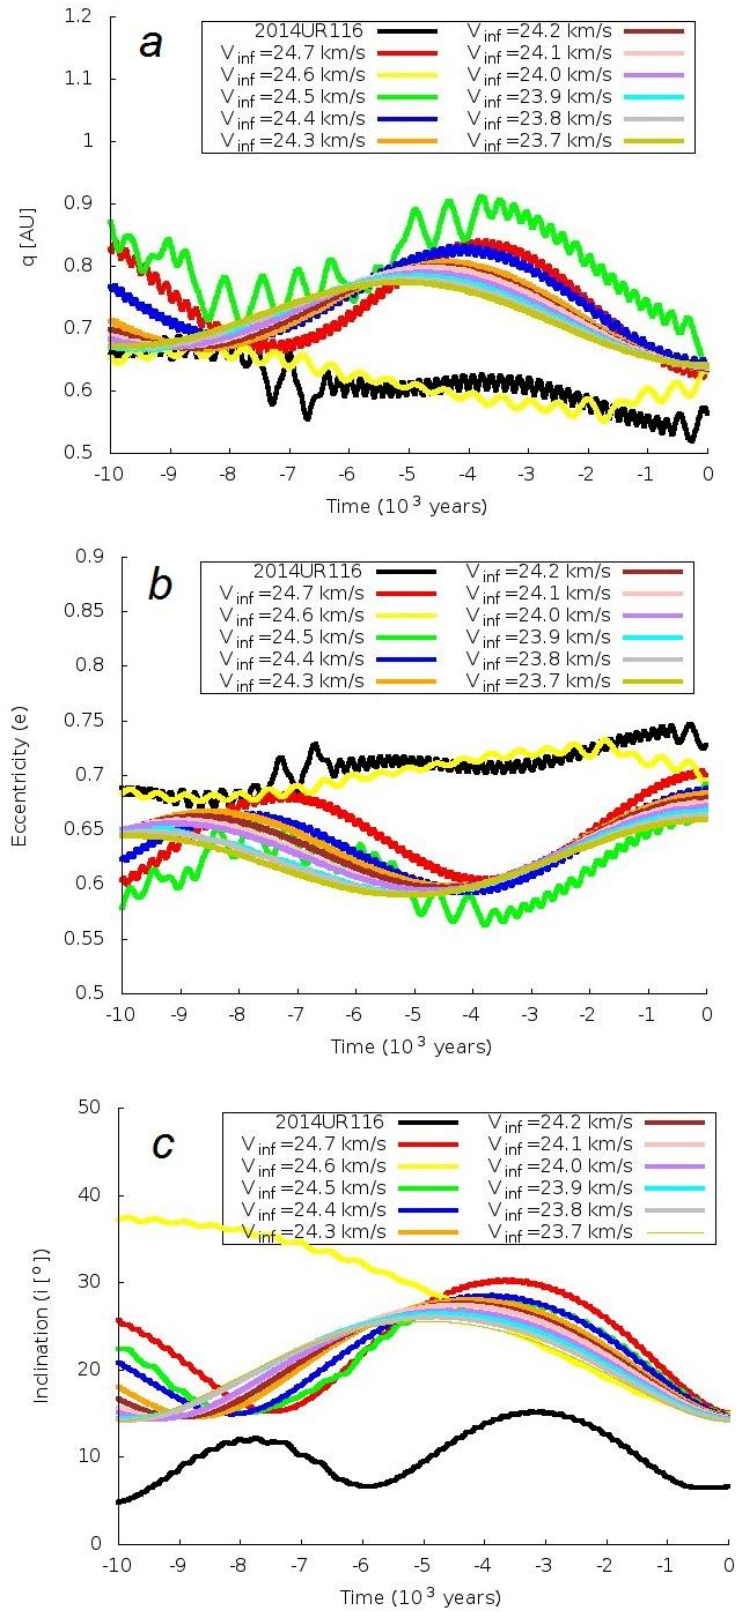 1.2
a
2014UR116
V inf =24.2 km/s
V inf =24.7 km/s
V inf =24.1 km/s
V inf =24.6 km/s
V inf =24.0 km/s
1.1
V inf =24.5 km/s
V inf =23.9 km/s
V inf =24.4 km/s
V inf =23.8 km/s
1
V inf =24.3 km/s
V inf =23.7 km/s
0.9
q [AU]
0.8
0.7
0.6
0.5
-10 -9 -8 -7 -6 -5 -4 -3 -2 -1 0
Time (10 3 years)
0.9
b
2014UR116
V inf =24.2 km/s
V inf =24.7 km/s
V inf =24.1 km/s
0.85
V inf =24.6 km/s
V inf =24.0 km/s
V inf =24.5 km/s
V inf =23.9 km/s
0.8
V inf =24.4 km/s
V inf =23.8 km/s
V inf =24.3 km/s
V inf =23.7 km/s
0.75
Eccentricity (e)
0.7
0.65
0.6
0.55
0.5
-10 -9 -8 -7 -6 -5 -4 -3 -2 -1 0
Time (10 3 years)
50
c
2014UR116
V inf =24.2 km/s
V inf =24.7 km/s
V inf =24.1 km/s
V inf =24.6 km/s
V inf =24.0 km/s
V inf =24.5 km/s
V inf =23.9 km/s
40
V inf =24.4 km/s
V inf =23.8 km/s
V inf =24.3 km/s
V inf =23.7 km/s
Inclination (i [º])
30
20
10
0
-10 -9 -8 -7 -6 -5 -4 -3 -2 -1 0
Time (10 3 years)